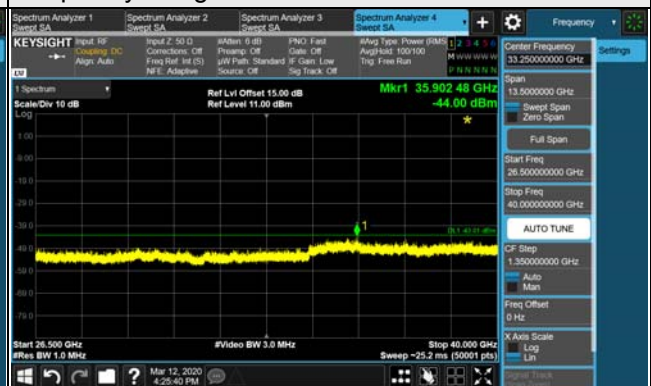 Spectrum Analyzer 1
Swept SA
Spectrum Analyzer 2
Swept SA
Spectrum Analyzer 3
Swept SA
Spectrum Analyzer 4
Swept SA
+
Frequency
KEYSIGHT
Input: RF
Coupling: DC
Align: Auto
Input Z: 50 Ω
Corrections: Off
Freq Ref: Int (S)
NFE: Adaptive
#Atten: 6 dB
Preamp: Off
µW Path: Standard
Source: Off
PNO: Fast
Gate: Off
IF Gain: Low
Sig Track: Off
#Avg Type: Power (RMS
Avg|Hold: 100/100
Trig: Free Run
1 2 3 4 5 6
M W W W W W
P N N N N N
LXI
Center Frequency
33.250000000 GHz
Settings
Span
13.5000000 GHz
Swept Span
Zero Span
Full Span
Start Freq
26.500000000 GHz
Stop Freq
40.000000000 GHz
AUTO TUNE
CF Step
1.350000000 GHz
Auto
Man
Freq Offset
0 Hz
X Axis Scale
Log
Lin
Signal Track
1 Spectrum
Scale/Div 10 dB
Log
Ref Lvl Offset 15.00 dB
Ref Level 11.00 dBm
Mkr1 35.902 48 GHz
-44.00 dBm
1.00
-9.00
-19.0
-29.0
-39.0
-49.0
-59.0
-69.0
-79.0
1
Start 26.500 GHz
#Res BW 1.0 MHz
#Video BW 3.0 MHz
Stop 40.000 GHz
Sweep ~25.2 ms (50001 pts)
?
Mar 12, 2020
4:25:40 PM